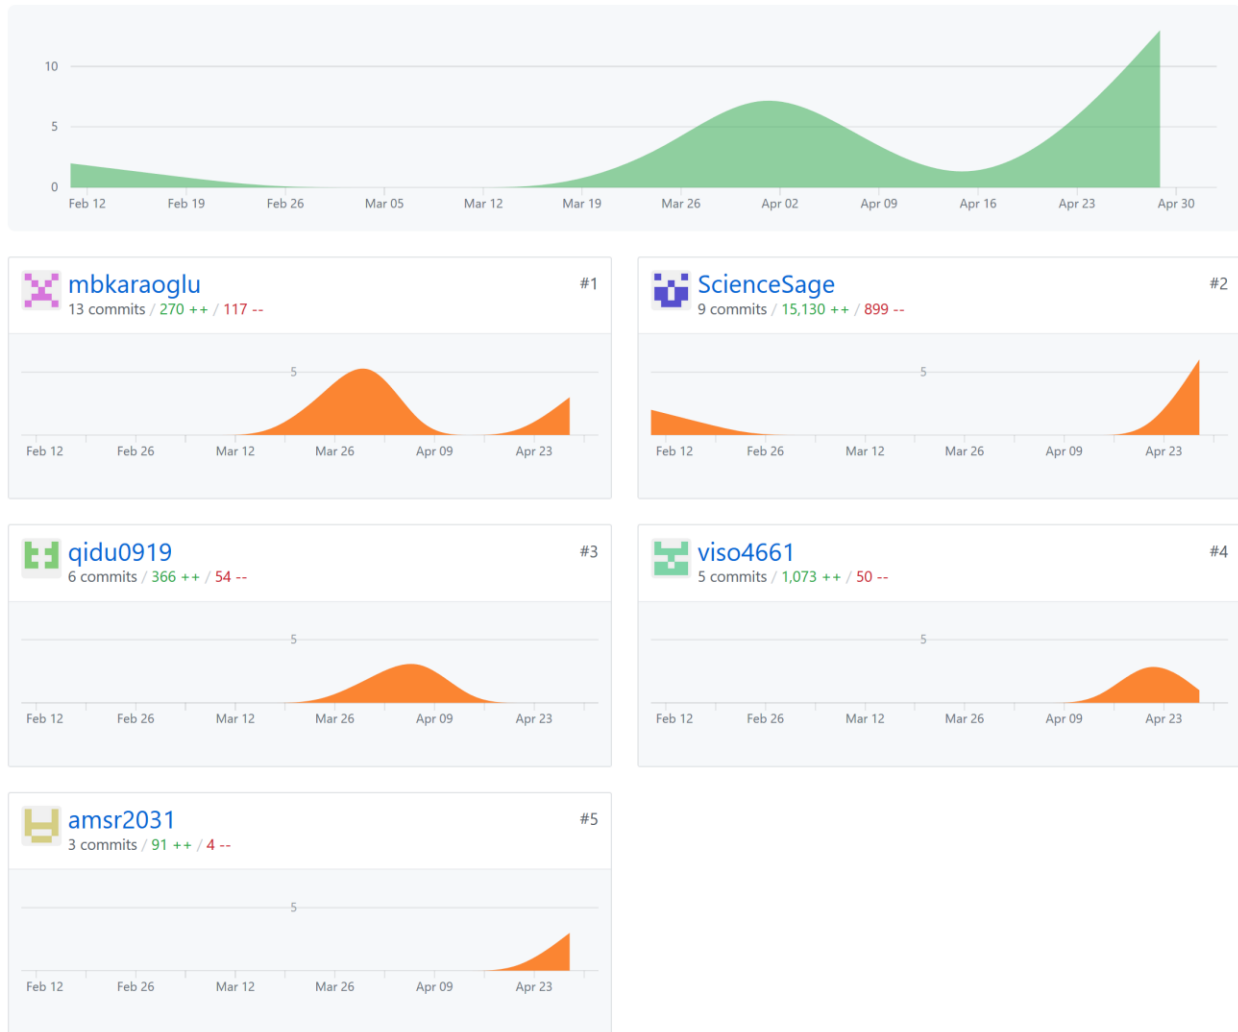 10
5
0
Feb 12 Feb 19 Feb 26 Mar 05 Mar 12 Mar 19 Mar 26 Apr 02 Apr 09 Apr 16 Apr 23 Apr 30
mbkaraoglu #1
13 commits / 270 ++ / 117 --
5
Feb 12 Feb 26 Mar 12 Mar 26 Apr 09 Apr 23
ScienceSage #2
9 commits / 15,130 ++ / 899 --
5
Feb 12 Feb 26 Mar 12 Mar 26 Apr 09 Apr 23
qidu0919 #3
6 commits / 366 ++ / 54 --
5
Feb 12 Feb 26 Mar 12 Mar 26 Apr 09 Apr 23
viso4661 #4
5 commits / 1,073 ++ / 50 --
5
Feb 12 Feb 26 Mar 12 Mar 26 Apr 09 Apr 23
amsr2031 #5
3 commits / 91 ++ / 4 --
5
Feb 12 Feb 26 Mar 12 Mar 26 Apr 09 Apr 23